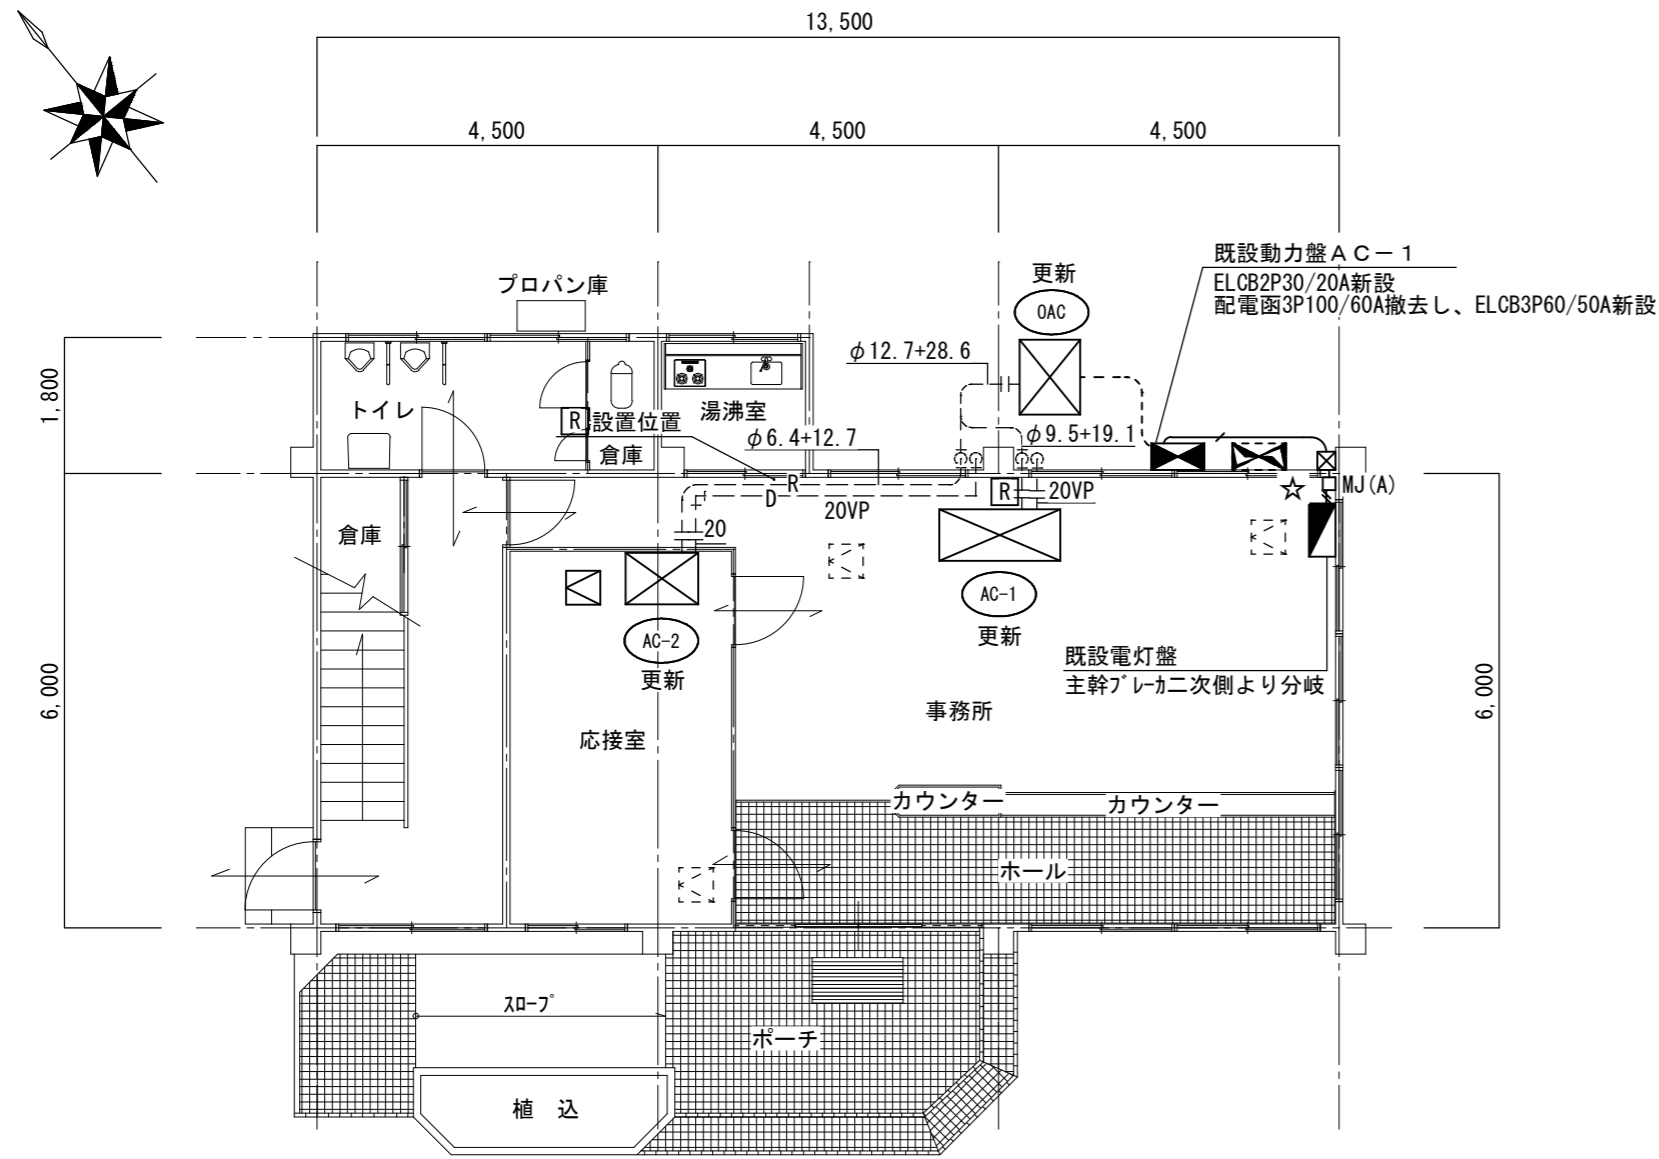 13,500
4,500
4,500
4,500
既設動力盤AC-1
ELCB2P30/20A新設
配電函3P100/60A撤去し、ELCB3P60/50A新設
更新
OAC
プロパン庫
φ12.7+28.6
1,800
トイレ
R
設置位置
倉庫
湯沸室
φ6.4+12.7
φ9.5+19.1
R
D
20VP
R
20VP
☆
MJ(A)
20
倉庫
AC-1
更新
AC-2
更新
既設電灯盤
主幹ブレーカ二次側より分岐
6,000
6,000
事務所
応接室
カウンター
カウンター
ホール
スロープ
ポーチ
植 込